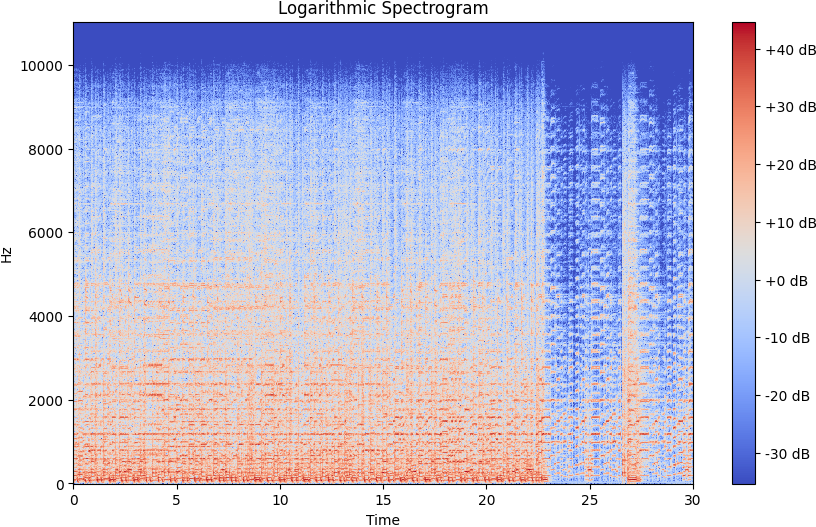 Logarithmic Spectrogram
10000
8000
6000
4000
2000
0
Hz
0 5 10 15 20 25 30
Time
+40 dB
+30 dB
+20 dB
+10 dB
+0 dB
-10 dB
-20 dB
-30 dB